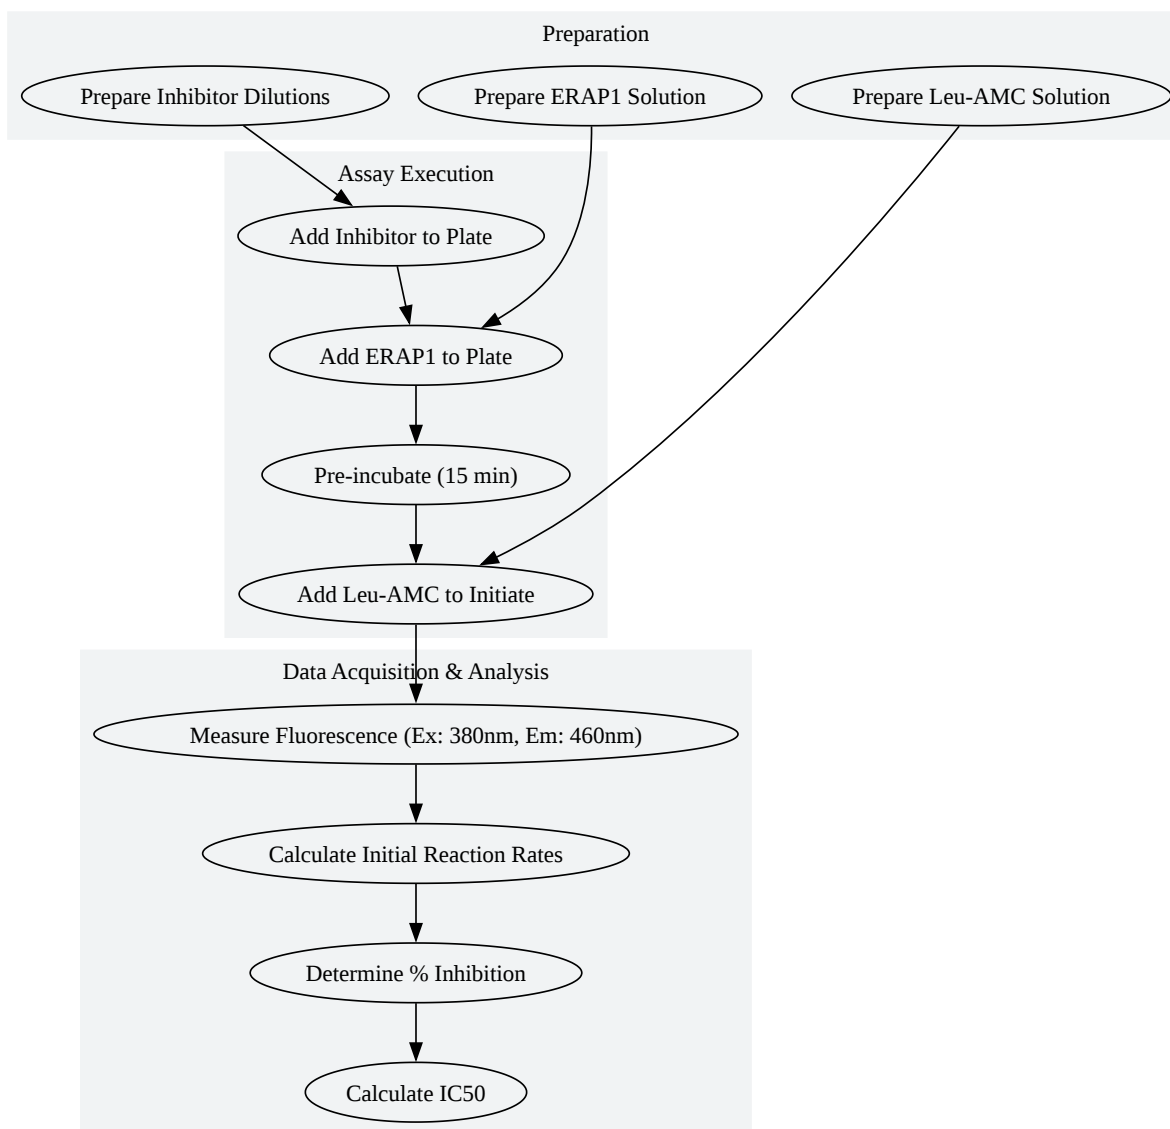 Preparation
Prepare Inhibitor Dilutions
Prepare ERAP1 Solution
Prepare Leu-AMC Solution
Assay Execution
Add Inhibitor to Plate
Add ERAP1 to Plate
Pre-incubate (15 min)
Add Leu-AMC to Initiate
Data Acquisition & Analysis
Measure Fluorescence (Ex: 380nm, Em: 460nm)
Calculate Initial Reaction Rates
Determine % Inhibition
Calculate IC50